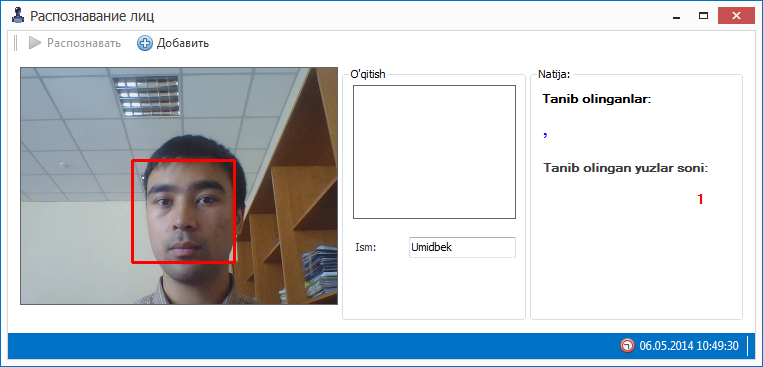 Распознавание лиц
Распознавать Добавить
O'qitish
Natija:
Tanib olinganlar:
,
Tanib olingan yuzlar soni:
1
Ism: Umidbek
06.05.2014 10:49:30